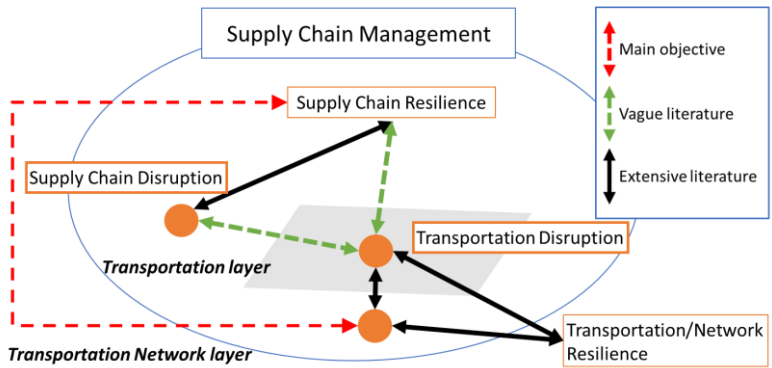 Supply Chain Management
Main objective
Vague literature
Extensive literature
Supply Chain Resilience
Supply Chain Disruption
Transportation Disruption
Transportation layer
Transportation/Network
Resilience
Transportation Network layer